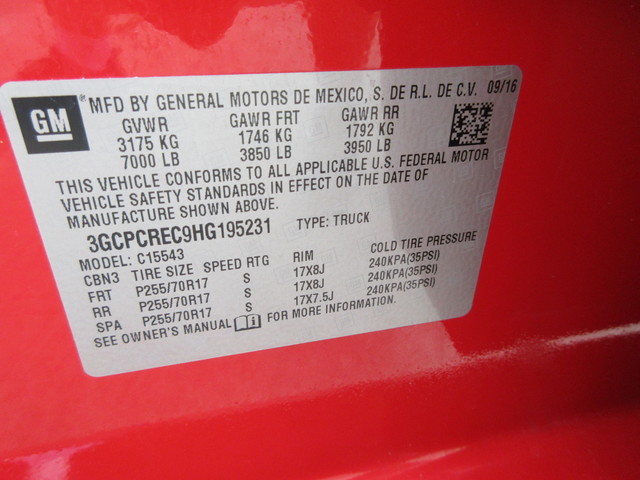 GM
MFD BY GENERAL MOTORS DE MEXICO, S. DE R.L. DE C.V. 09/16
GVWR GAWR FRT GAWR RR
3175 KG 1746 KG 1792 KG
7000 LB 3850 LB 3950 LB
THIS VEHICLE CONFORMS TO ALL APPLICABLE U.S. FEDERAL MOTOR
VEHICLE SAFETY STANDARDS IN EFFECT ON THE DATE OF
MANUFACTURE SHOWN ABOVE.
3GCPCREC9HG195231 TYPE: TRUCK
MODEL: C15543
CBN3 TIRE SIZE SPEED RTG RIM COLD TIRE PRESSURE
FRT P255/70R17 S 17X8J 240KPA(35PSI)
RR P255/70R17 S 17X8J 240KPA(35PSI)
SPA P255/70R17 S 17X7.5J 240KPA(35PSI)
SEE OWNER'S MANUAL FOR MORE INFORMATION.